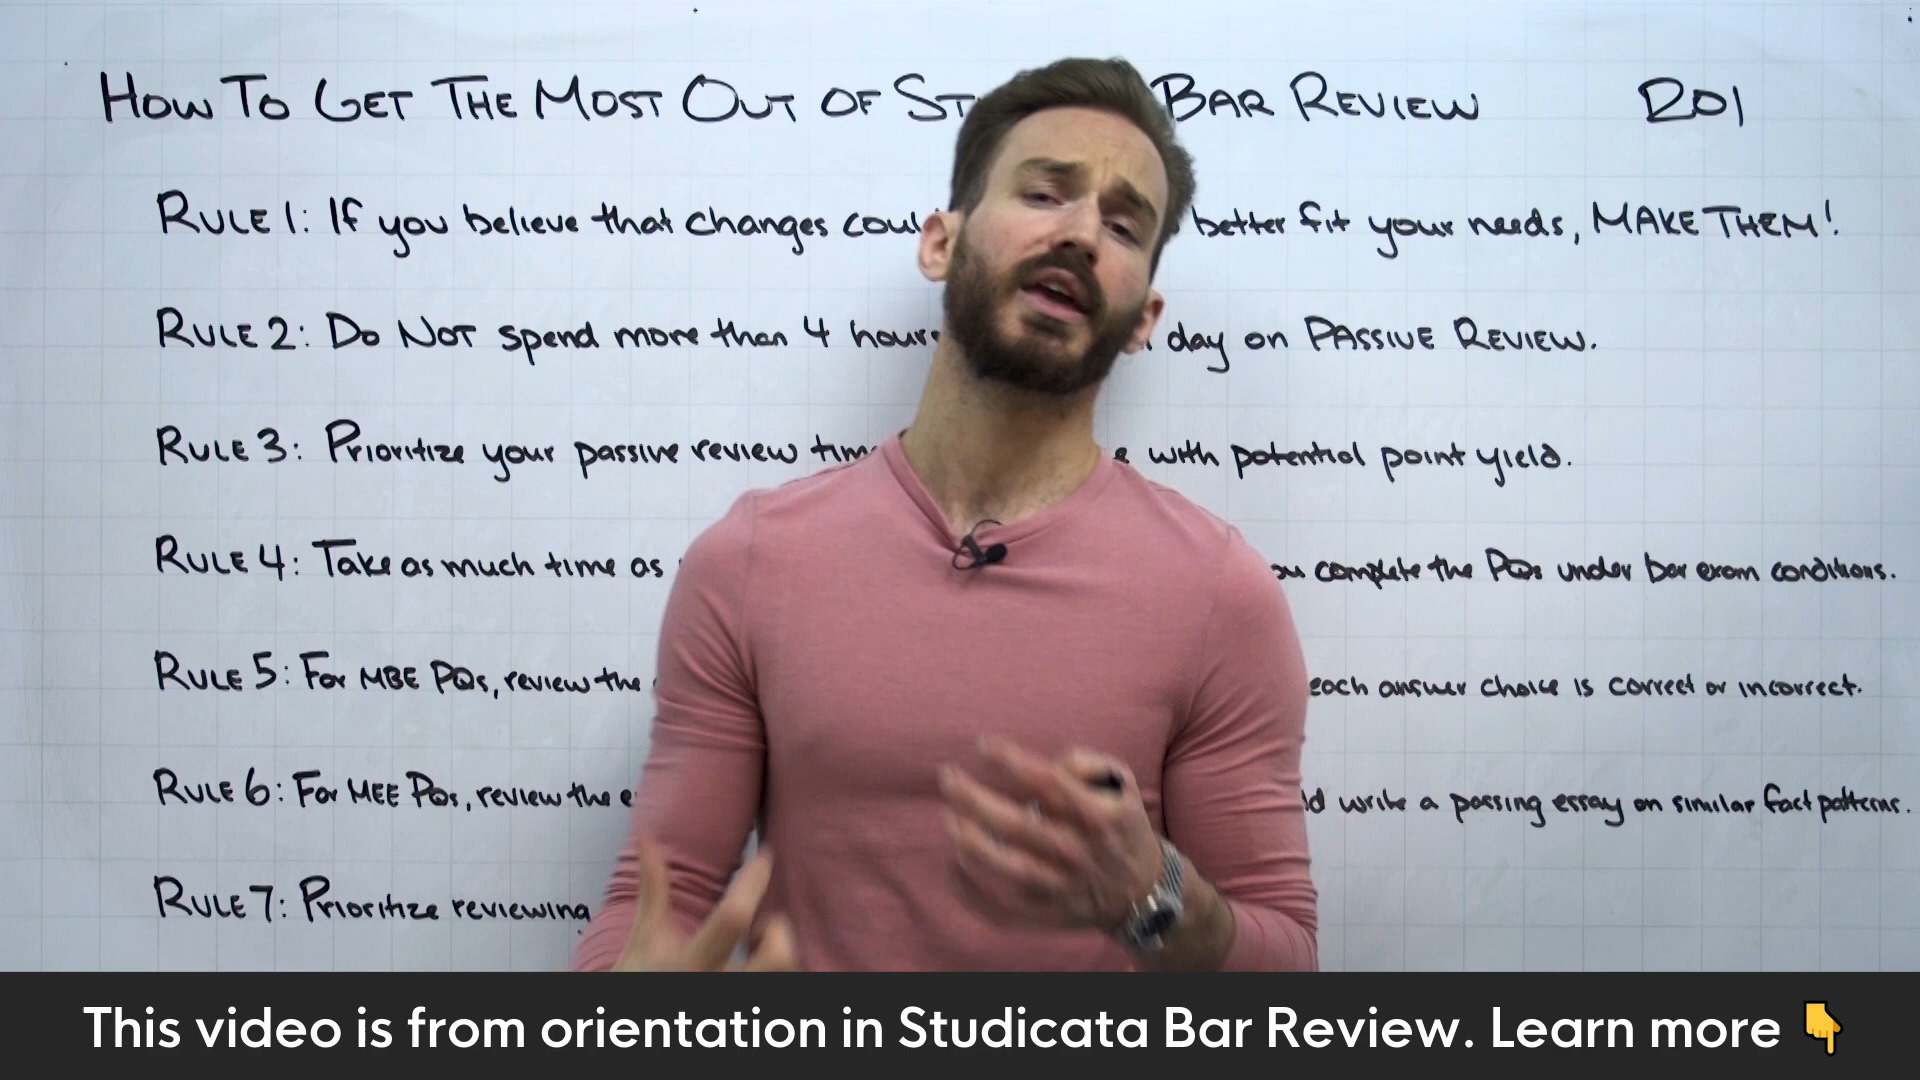 HOW TO GET THE MOST OUT OF ST BAR REVIEW 201
RULE 1: If you believe that changes coul better fit your needs, MAKE THEM!
RULE 2: Do NOT spend more than 4 hours day on PASSIVE REVIEW.
RULE 3: Prioritize your passive review time with potential point yield.
RULE 4: Take as much time as complete the PQs under bar exam conditions.
RULE 5: For MBE PQs, review the each answer choice is correct or incorrect.
RULE 6: For MEE PQs, review the e write a passing essay on similar fact patterns.
RULE 7: Prioritize reviewing
This video is from orientation in Studicata Bar Review. Learn more 👇